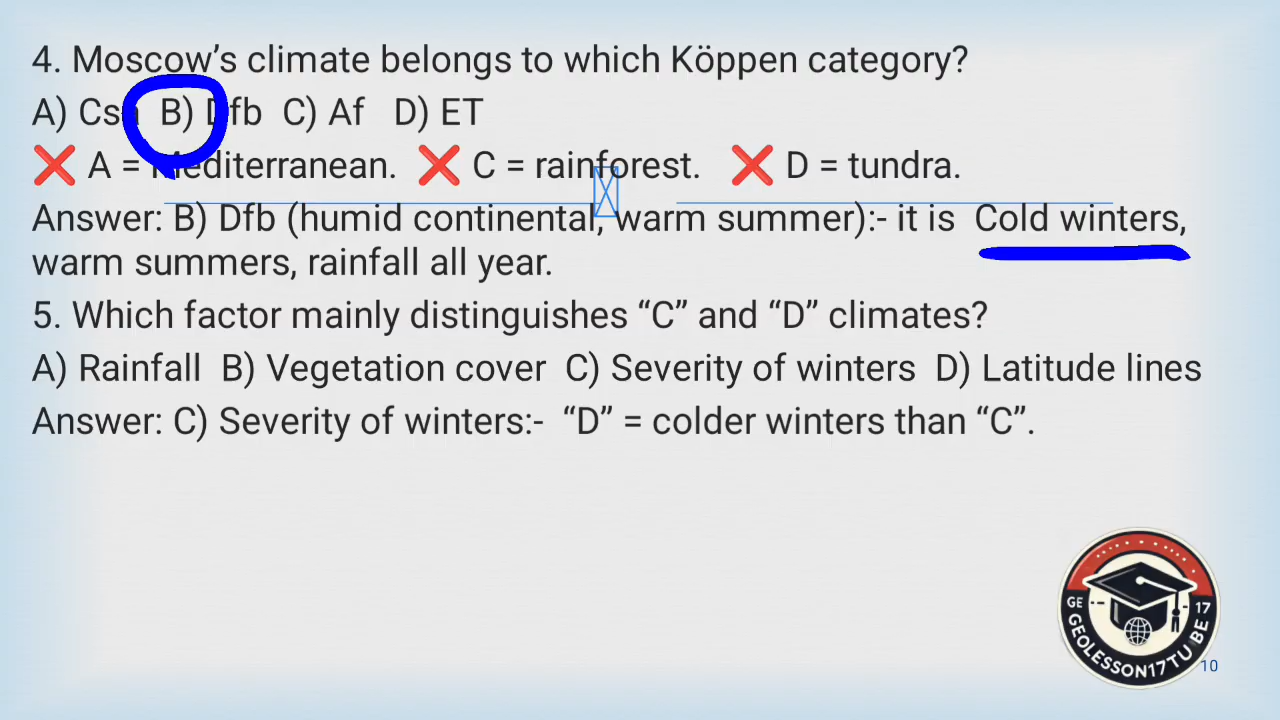 4. Moscow’s climate belongs to which Köppen category?
A) Csa B) Dfb C) Af D) ET
❌ A = Mediterranean. ❌ C = rainforest. ❌ D = tundra.
Answer: B) Dfb (humid continental, warm summer):- it is Cold winters,
warm summers, rainfall all year.
5. Which factor mainly distinguishes “C” and “D” climates?
A) Rainfall B) Vegetation cover C) Severity of winters D) Latitude lines
Answer: C) Severity of winters:- “D” = colder winters than “C”.
GE 17
GEOLESSON17TUBE
10